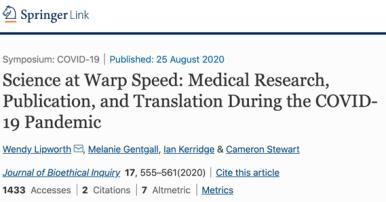 Springer Link
Symposium: COVID-19 | Published: 25 August 2020
Science at Warp Speed: Medical Research,
Publication, and Translation During the COVID-
19 Pandemic
Wendy Lipworth, Melanie Gentgall, Ian Kerridge & Cameron Stewart
Journal of Bioethical Inquiry 17, 555–561(2020) | Cite this article
1433 Accesses | 2 Citations | 7 Altmetric | Metrics